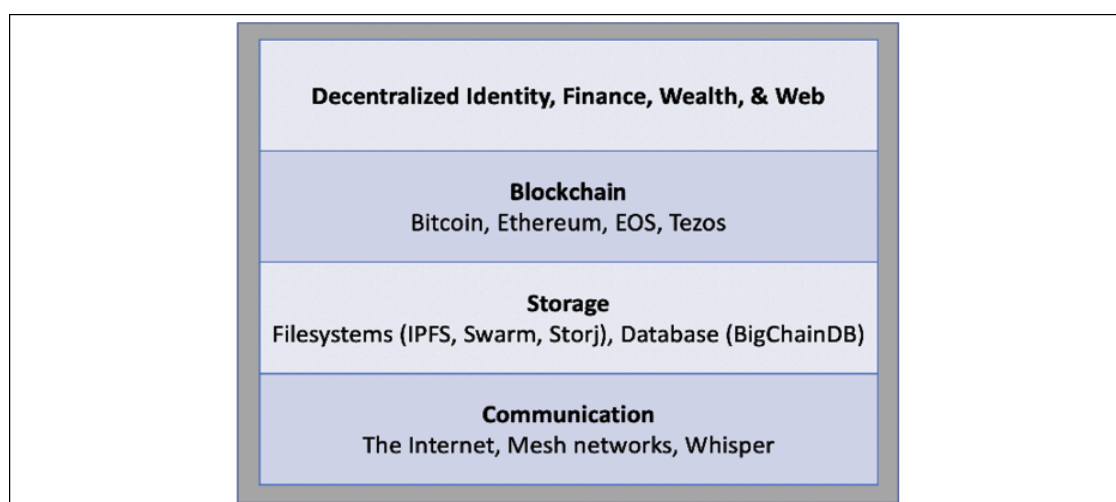 Decentralized Identity, Finance, Wealth, & Web
Blockchain
Bitcoin, Ethereum, EOS, Tezos
Storage
Filesystems (IPFS, Swarm, Storj), Database (BigChainDB)
Communication
The Internet, Mesh networks, Whisper